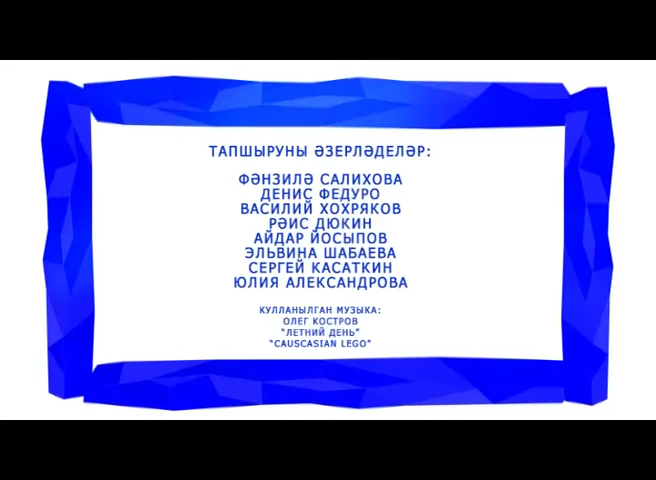 ТАПШЫРУНЫ ӘЗЕРЛӘДЕЛӘР:
ФӘНЗИЛӘ САЛИХОВА
ДЕНИС ФЕДУРО
ВАСИЛИЙ ХОХРЯКОВ
РӘИС ДЮКИН
АЙДАР ЙОСЫПОВ
ЭЛЬВИНА ШАБАЕВА
СЕРГЕЙ КАСАТКИН
ЮЛИЯ АЛЕКСАНДРОВА
КУЛЛАНЫЛГАН МУЗЫКА:
ОЛЕГ КОСТРОВ
"ЛЕТНИЙ ДЕНЬ"
"CAUSCASIAN LEGO"